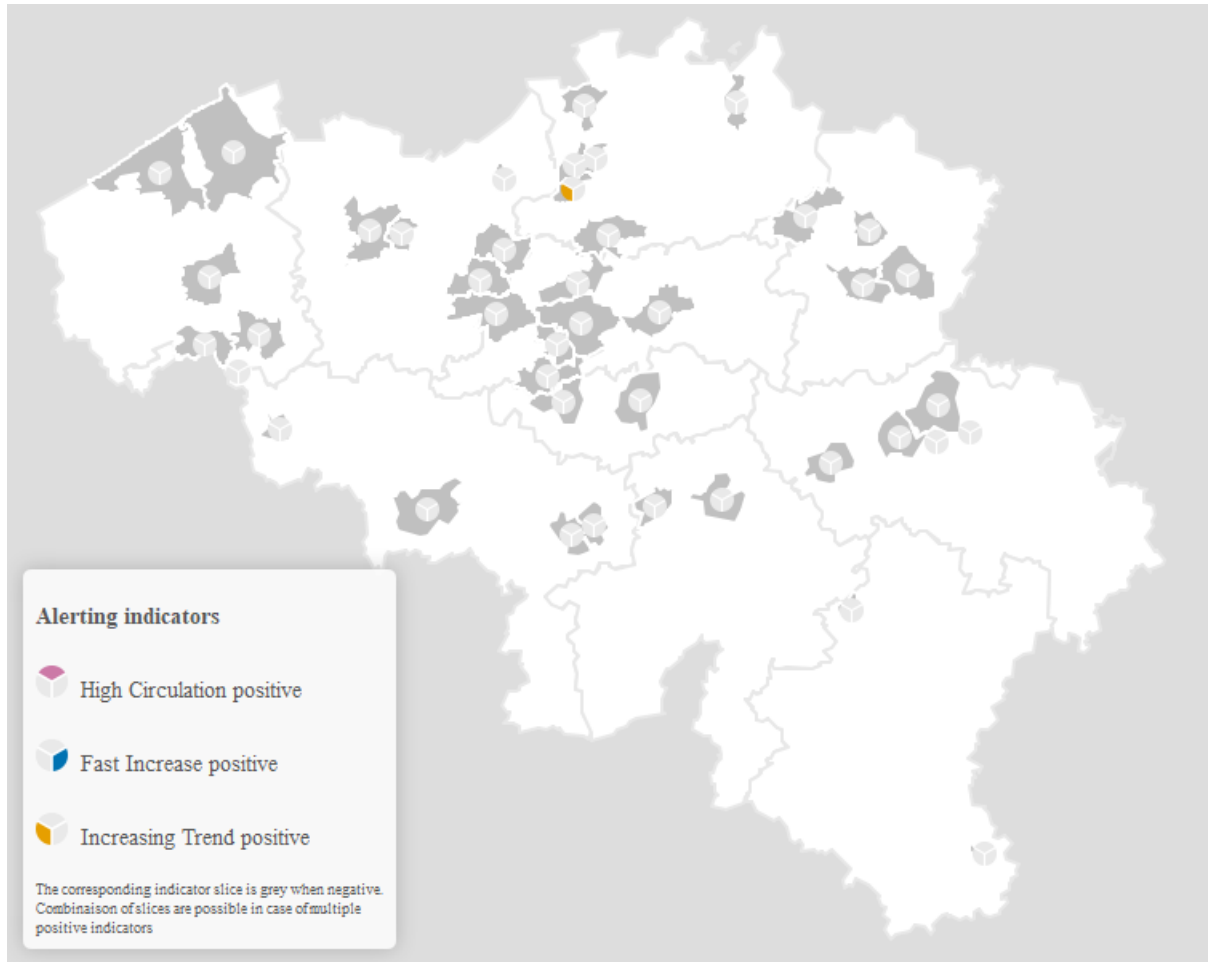 Alerting indicators
High Circulation positive
Fast Increase positive
Increasing Trend positive
The corresponding indicator slice is grey when negative.
Combinaison of slices are possible in case of multiple
positive indicators